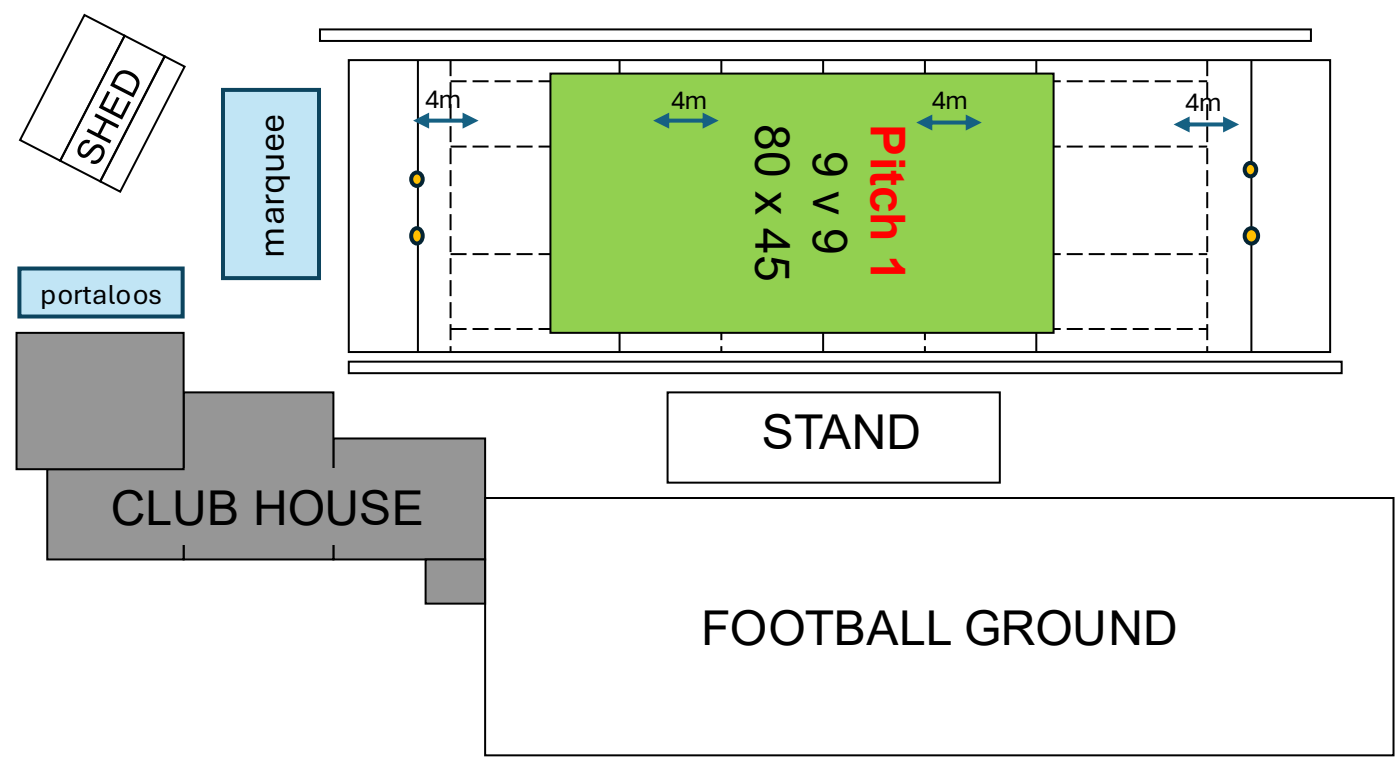 SHED
marquee
portaloos
4m
4m
4m
4m
Pitch 1
9 v 9
80 x 45
STAND
CLUB HOUSE
FOOTBALL GROUND